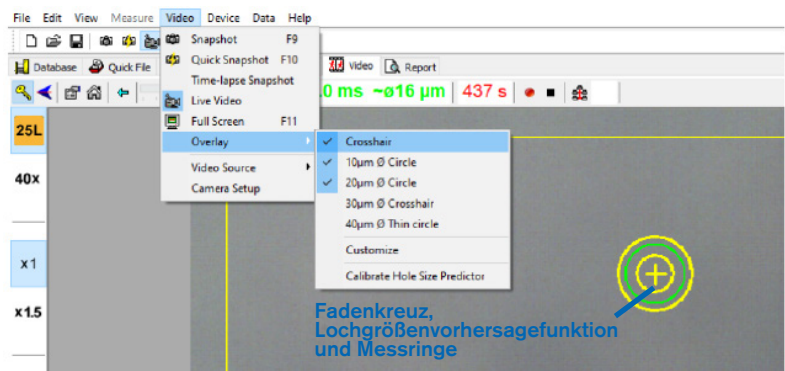 File Edit View Measure Video Device Data Help
Snapshot F9
Quick Snapshot F10
Time-lapse Snapshot
Live Video
Full Screen F11
Overlay
Video Source
Camera Setup
Database Quick File
Video Report
.0 ms ~ø16 µm 437 s
25L
40x
x1
x1.5
Crosshair
10µm Ø Circle
20µm Ø Circle
30µm Ø Crosshair
40µm Ø Thin circle
Customize
Calibrate Hole Size Predictor
Fadenkreuz,
Lochgrößenvorhersagefunktion
und Messringe